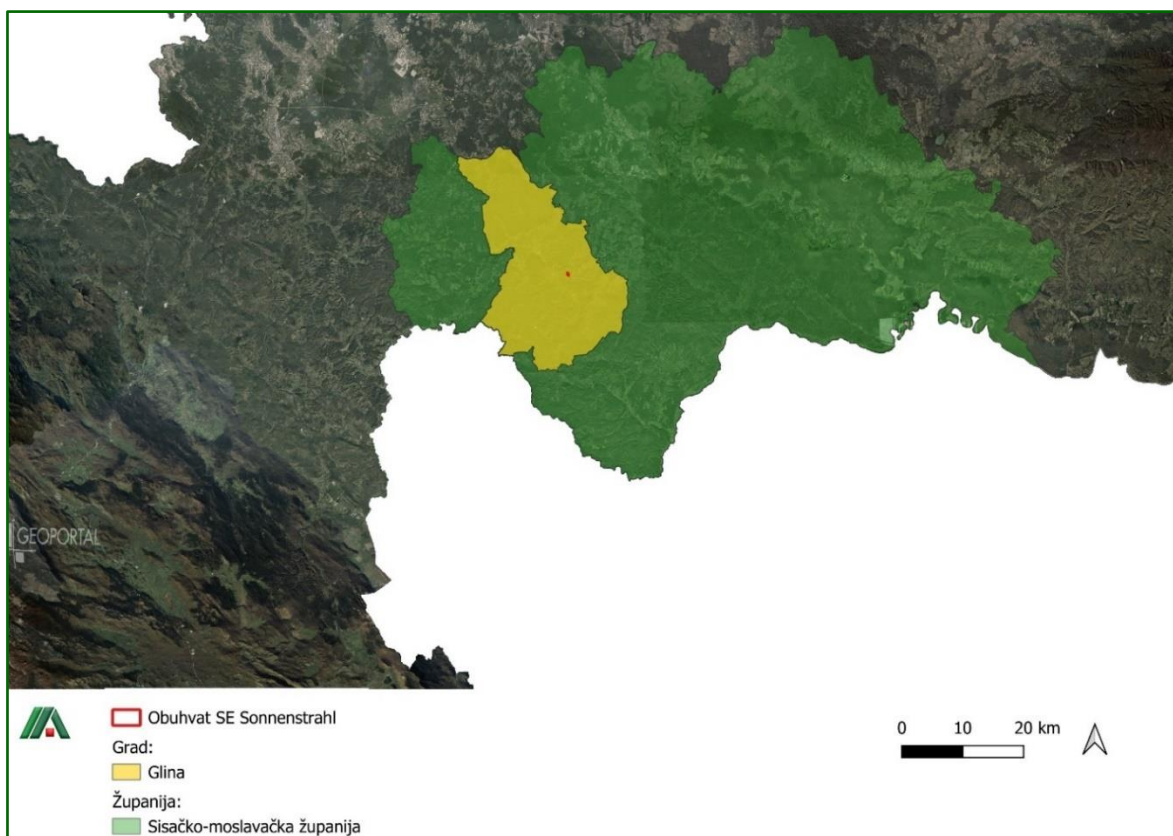 GEOPORTAL
Obuhvat SE Sonnenstrahl
Grad:
Glina
Županija:
Sisačko-moslavačka županija
0 10 20 km